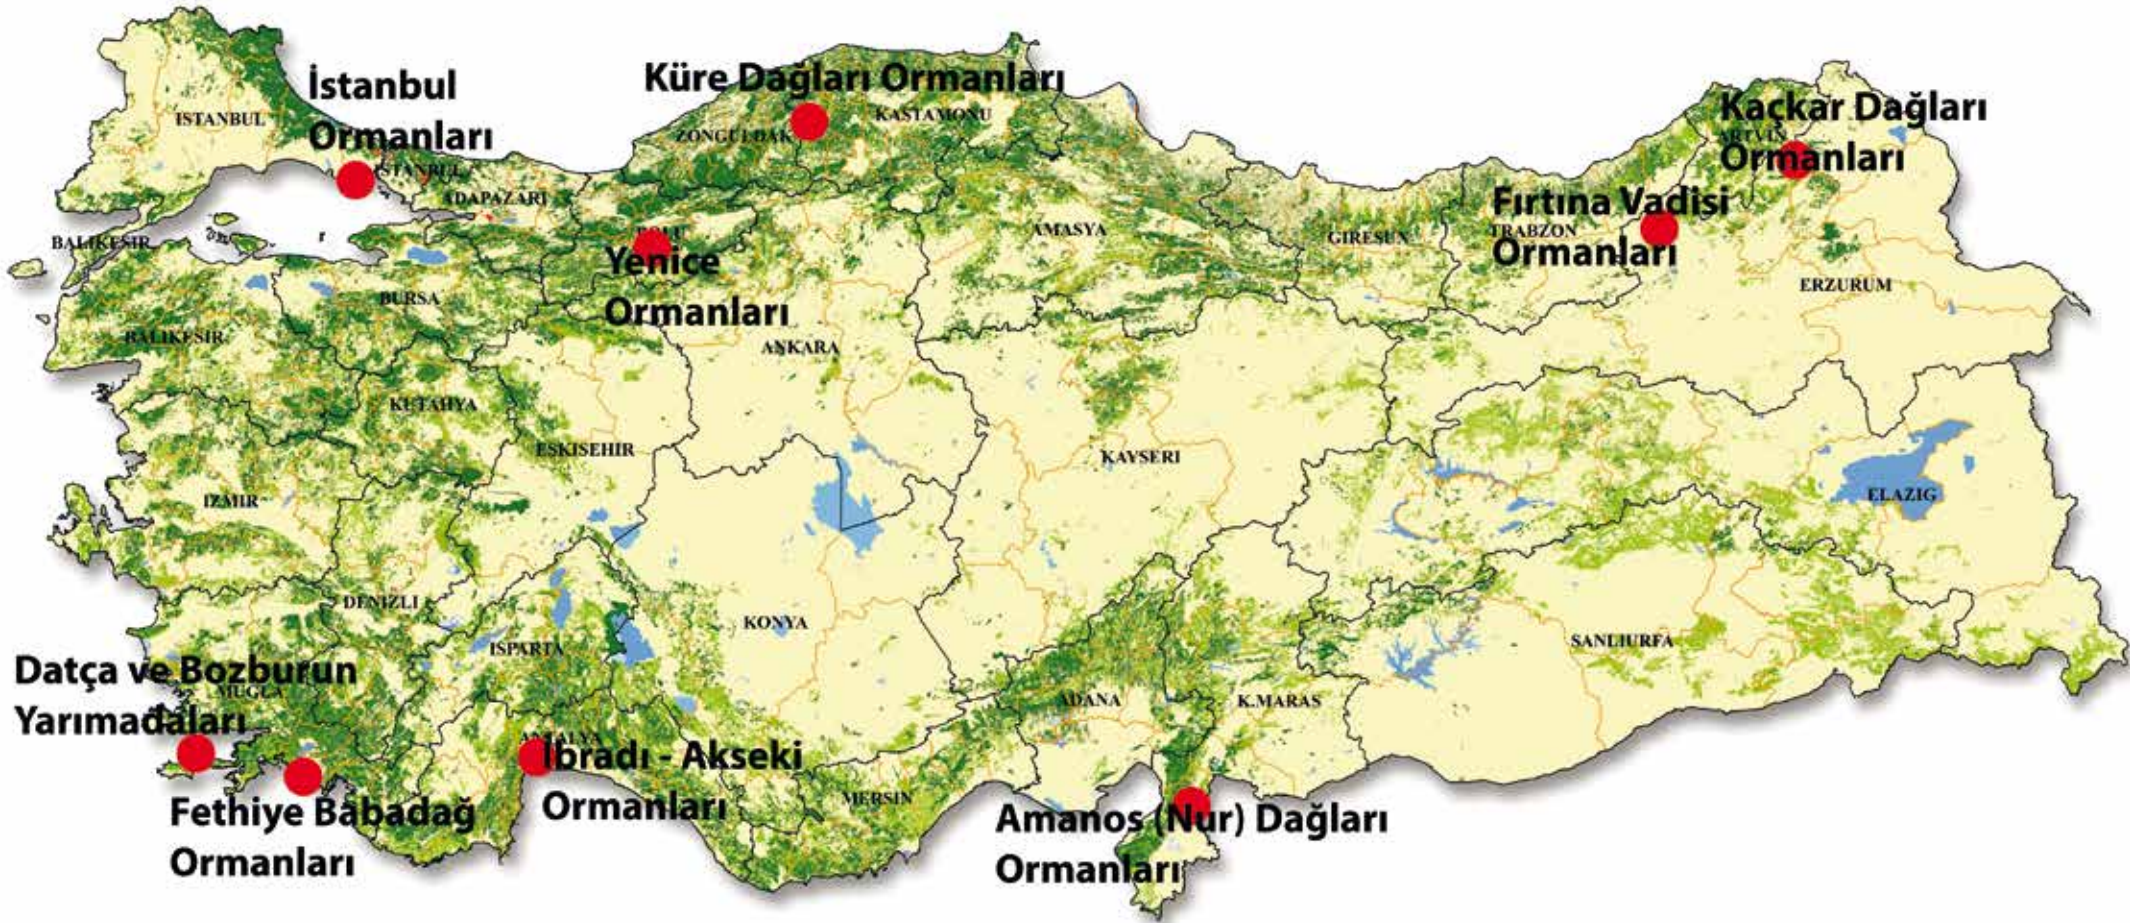 İstanbul
Ormanları
Küre Dağları Ormanları
Kaçkar Dağları
Ormanları
Fırtına Vadisi
Ormanları
Yenice
Ormanları
Datça ve Bozburun
Yarımadaları
Fethiye Babadağ
Ormanları
İbradı - Akseki
Ormanları
Amanos (Nur) Dağları
Ormanları
ISTANBUL
ISTANBUL
ADAPAZARI
ZONGULDAK
KASTAMONU
BOLU
AMASYA
GIRESUN
TRABZON
ARTVIN
ERZURUM
BALIKESIR
BALIKESIR
BURSA
ANKARA
KUTAHYA
ESKISEHIR
KAYSERI
ELAZIG
IZMIR
DENIZLI
ISPARTA
KONYA
SANLIURFA
MUGLA
ANTALYA
ADANA
K.MARAS
MERSIN